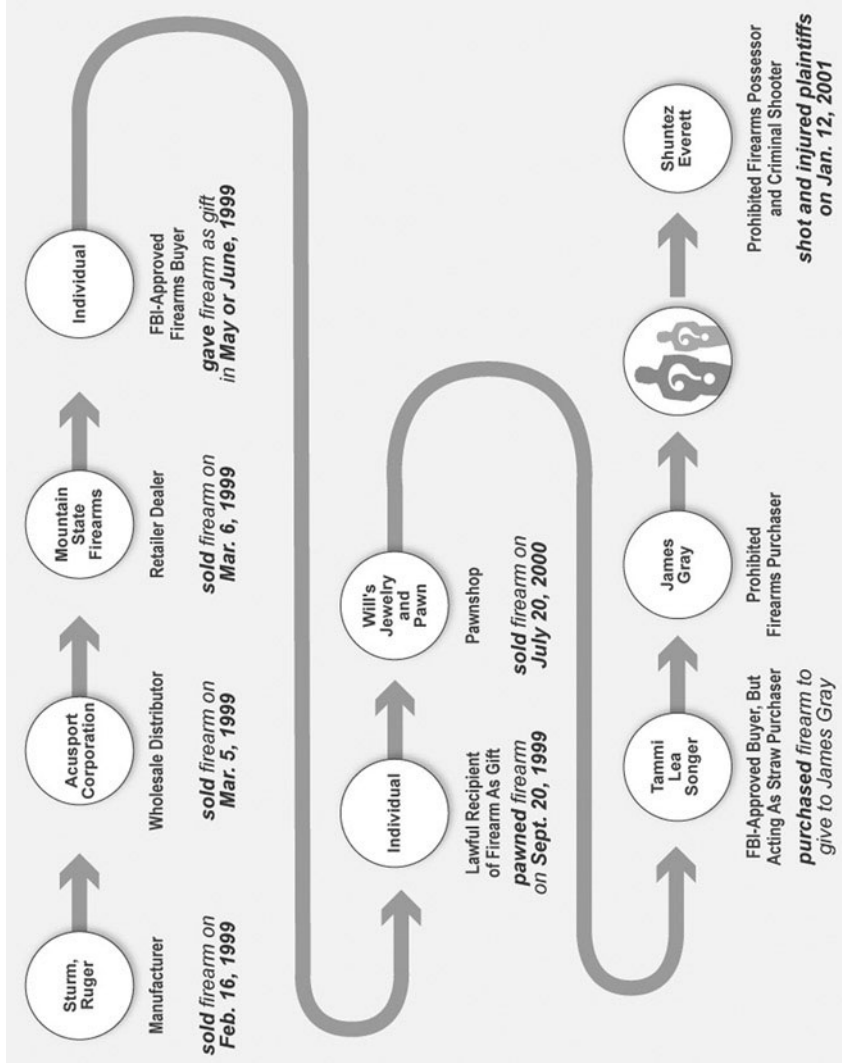 Sturm,
Ruger
Manufacturer
sold firearm on
Feb. 16, 1999
Acusport
Corporation
Wholesale Distributor
sold firearm on
Mar. 5, 1999
Mountain
State
Firearms
Retailer Dealer
sold firearm on
Mar. 6, 1999
Individual
FBI-Approved
Firearms Buyer
gave firearm as gift
in May or June, 1999
Individual
Lawful Recipient
of Firearm As Gift
pawned firearm
on Sept. 20, 1999
Will's
Jewelry
and
Pawn
Pawnshop
sold firearm on
July 20, 2000
Tammi
Lea
Songer
FBI-Approved Buyer, But
Acting As Straw Purchaser
purchased firearm to
give to James Gray
James
Gray
Prohibited
Firearms Purchaser
? ?
Shuntez
Everett
Prohibited Firearms Possessor
and Criminal Shooter
shot and injured plaintiffs
on Jan. 12, 2001